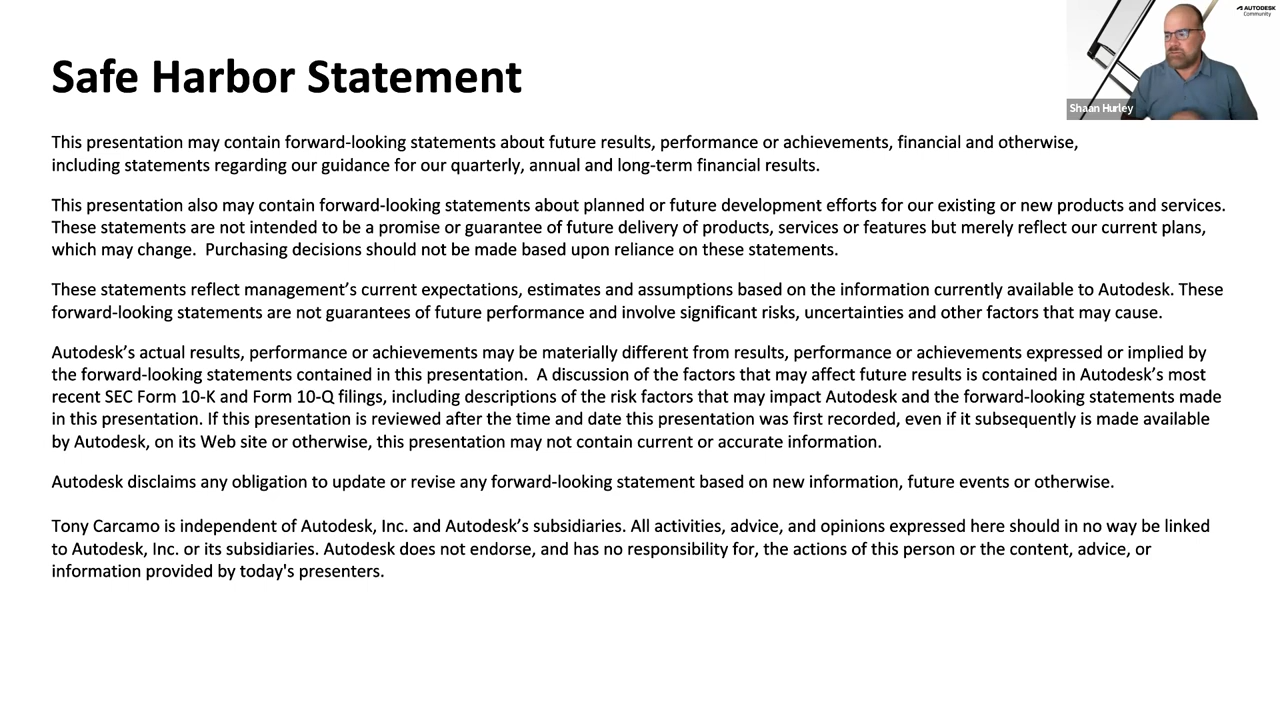 AUTODESK
Community
Shaan Hurley
Safe Harbor Statement
This presentation may contain forward-looking statements about future results, performance or achievements, financial and otherwise,
including statements regarding our guidance for our quarterly, annual and long-term financial results.
This presentation also may contain forward-looking statements about planned or future development efforts for our existing or new products and services.
These statements are not intended to be a promise or guarantee of future delivery of products, services or features but merely reflect our current plans,
which may change.  Purchasing decisions should not be made based upon reliance on these statements.
These statements reflect management’s current expectations, estimates and assumptions based on the information currently available to Autodesk. These
forward-looking statements are not guarantees of future performance and involve significant risks, uncertainties and other factors that may cause.
Autodesk’s actual results, performance or achievements may be materially different from results, performance or achievements expressed or implied by
the forward-looking statements contained in this presentation.  A discussion of the factors that may affect future results is contained in Autodesk’s most
recent SEC Form 10-K and Form 10-Q filings, including descriptions of the risk factors that may impact Autodesk and the forward-looking statements made
in this presentation. If this presentation is reviewed after the time and date this presentation was first recorded, even if it subsequently is made available
by Autodesk, on its Web site or otherwise, this presentation may not contain current or accurate information.
Autodesk disclaims any obligation to update or revise any forward-looking statement based on new information, future events or otherwise.
Tony Carcamo is independent of Autodesk, Inc. and Autodesk’s subsidiaries. All activities, advice, and opinions expressed here should in no way be linked
to Autodesk, Inc. or its subsidiaries. Autodesk does not endorse, and has no responsibility for, the actions of this person or the content, advice, or
information provided by today's presenters.